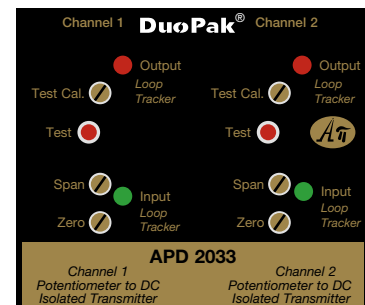 Channel 1 DuoPak® Channel 2
Output Output
Loop Loop
Test Cal. Tracker Test Cal. Tracker
Test Test Aπ
Span Span
Input Input
Loop Loop
Zero Tracker Zero Tracker
APD 2033
Channel 1 Channel 2
Potentiometer to DC Potentiometer to DC
Isolated Transmitter Isolated Transmitter